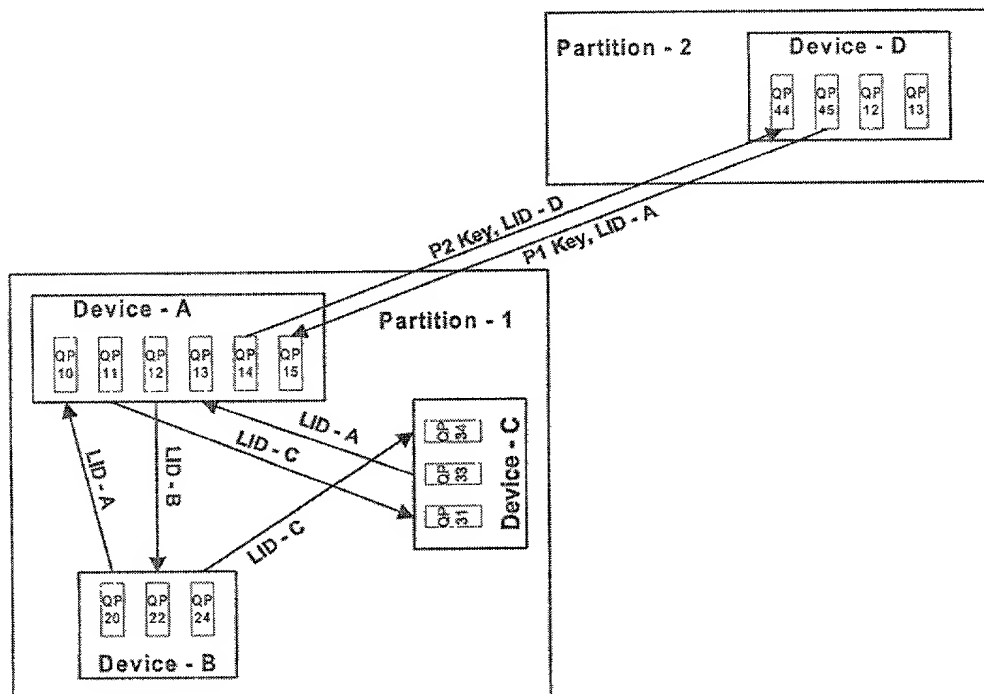 Partition - 2
Device - D
QP 44
QP 45
QP 12
QP 13
P2 Key, LID - D
P1 Key, LID - A
Device - A
Partition - 1
QP 10
QP 11
QP 12
QP 13
QP 14
QP 15
LID - A
LID - B
LID - C
LID - A
LID - C
QP 34
QP 33
QP 31
Device - C
QP 20
QP 22
QP 24
Device - B